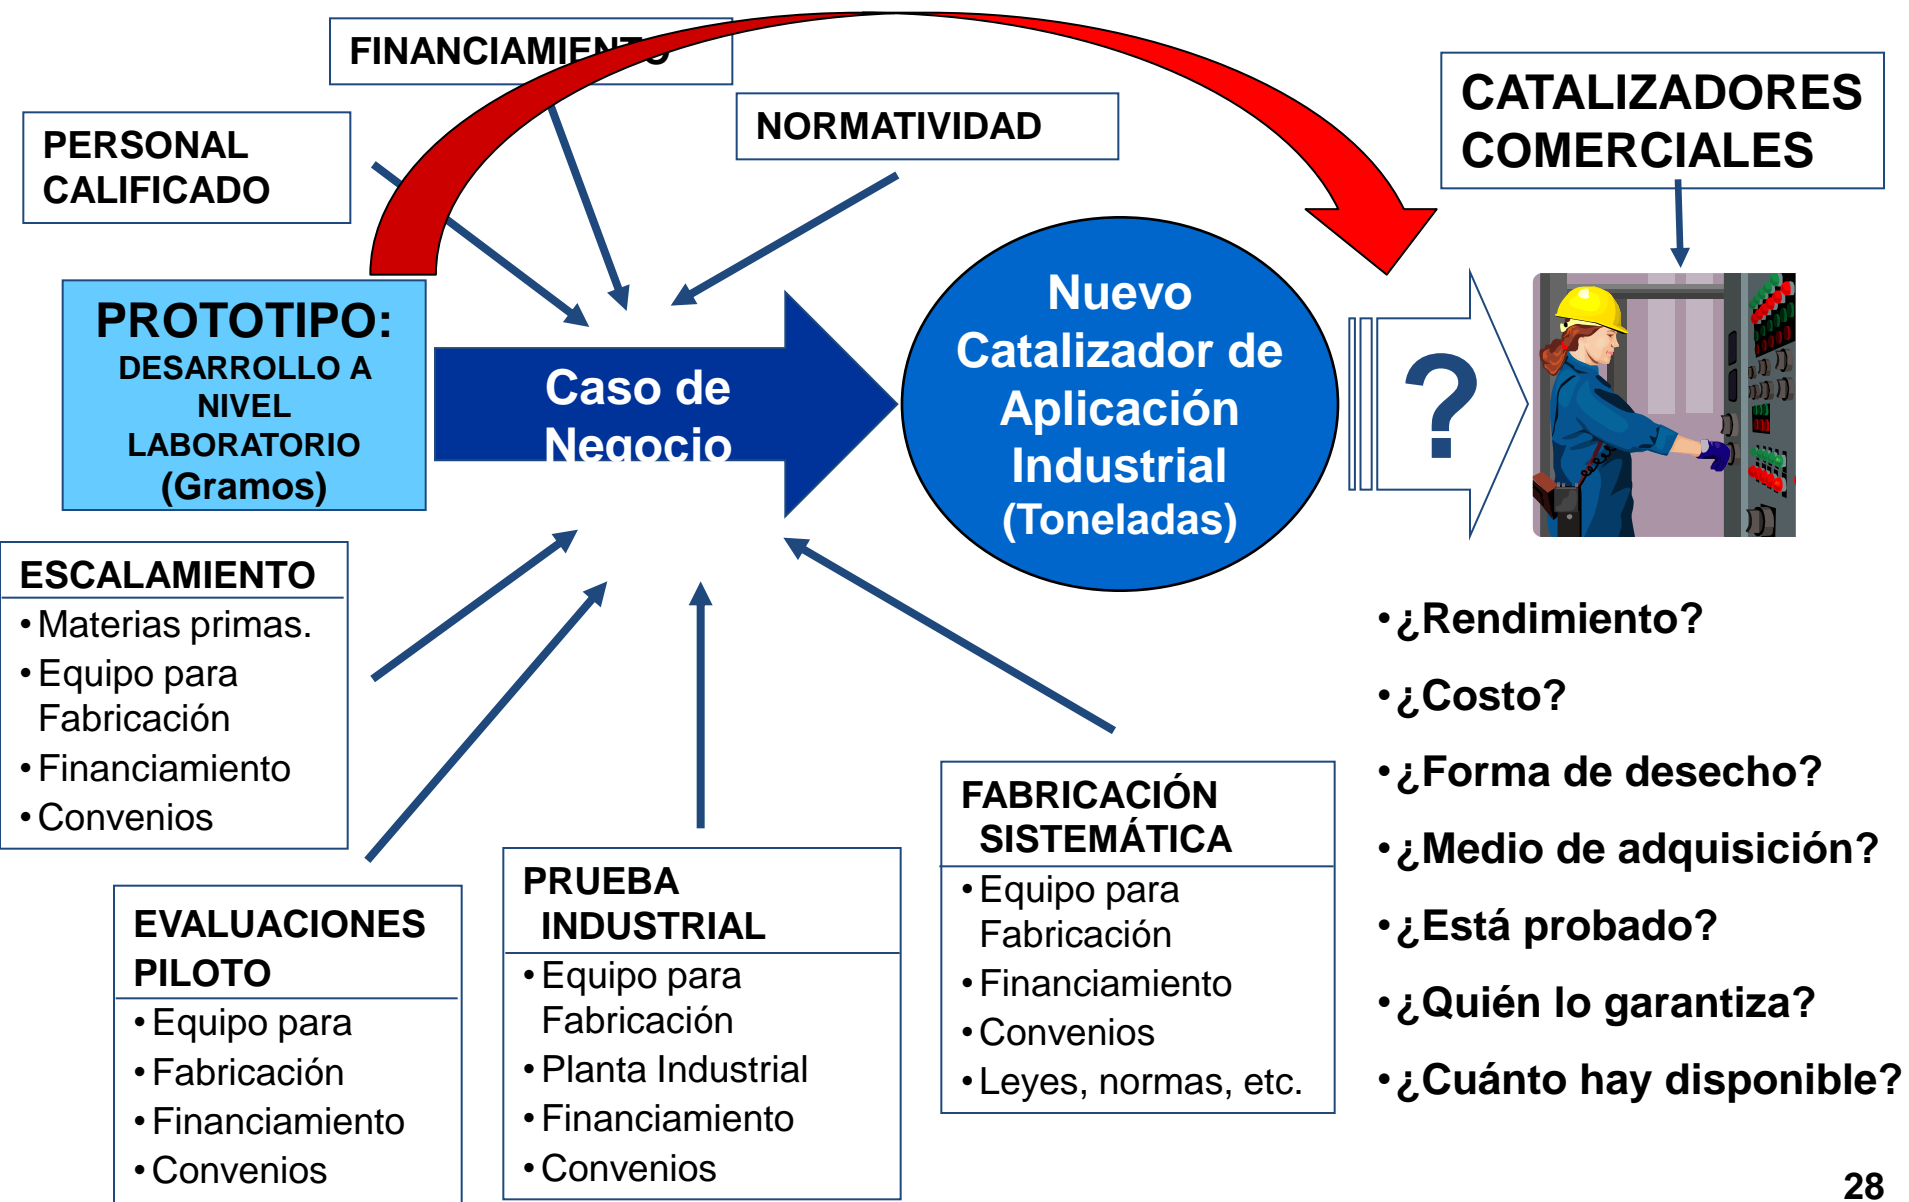 FINANCIAMIENTO
PERSONAL
CALIFICADO
NORMATIVIDAD
CATALIZADORES
COMERCIALES
PROTOTIPO:
DESARROLLO A
NIVEL
LABORATORIO
(Gramos)
Caso de
Negocio
Nuevo
Catalizador de
Aplicación
Industrial
(Toneladas)
?
ESCALAMIENTO
• Materias primas.
• Equipo para
Fabricación
• Financiamiento
• Convenios
EVALUACIONES
PILOTO
• Equipo para
• Fabricación
• Financiamiento
• Convenios
PRUEBA
INDUSTRIAL
• Equipo para
Fabricación
• Planta Industrial
• Financiamiento
• Convenios
FABRICACIÓN
SISTEMÁTICA
• Equipo para
Fabricación
• Financiamiento
• Convenios
• Leyes, normas, etc.
• ¿Rendimiento?
• ¿Costo?
• ¿Forma de desecho?
• ¿Medio de adquisición?
• ¿Está probado?
• ¿Quién lo garantiza?
• ¿Cuánto hay disponible?
28